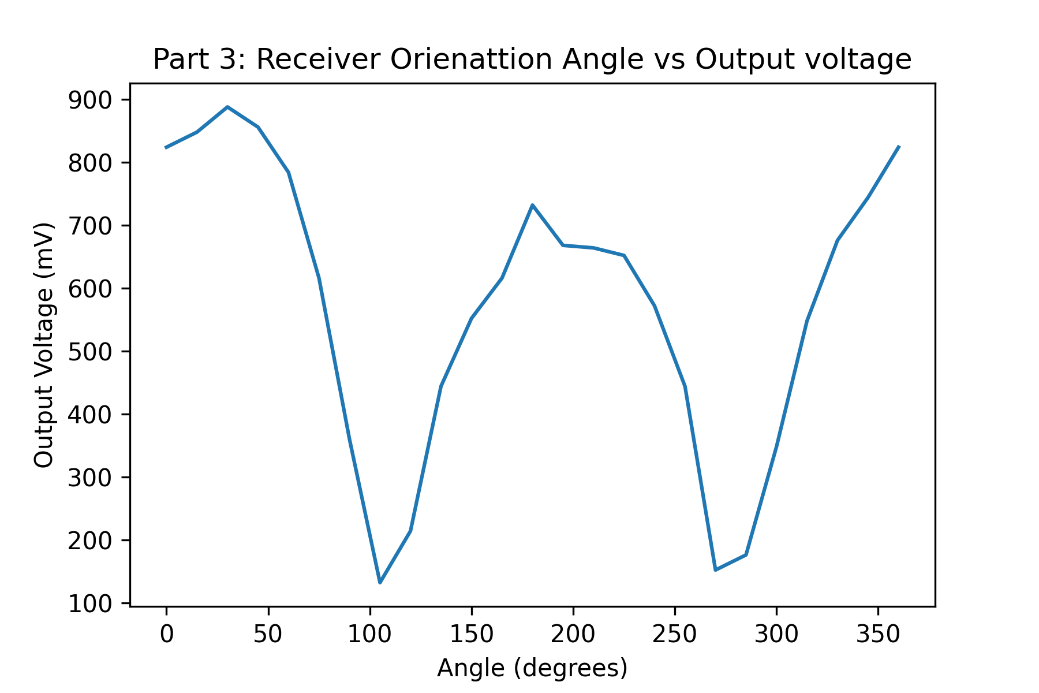 Part 3: Receiver Orienattion Angle vs Output voltage
900
800
700
600
500
400
300
200
100
Output Voltage (mV)
0 50 100 150 200 250 300 350
Angle (degrees)